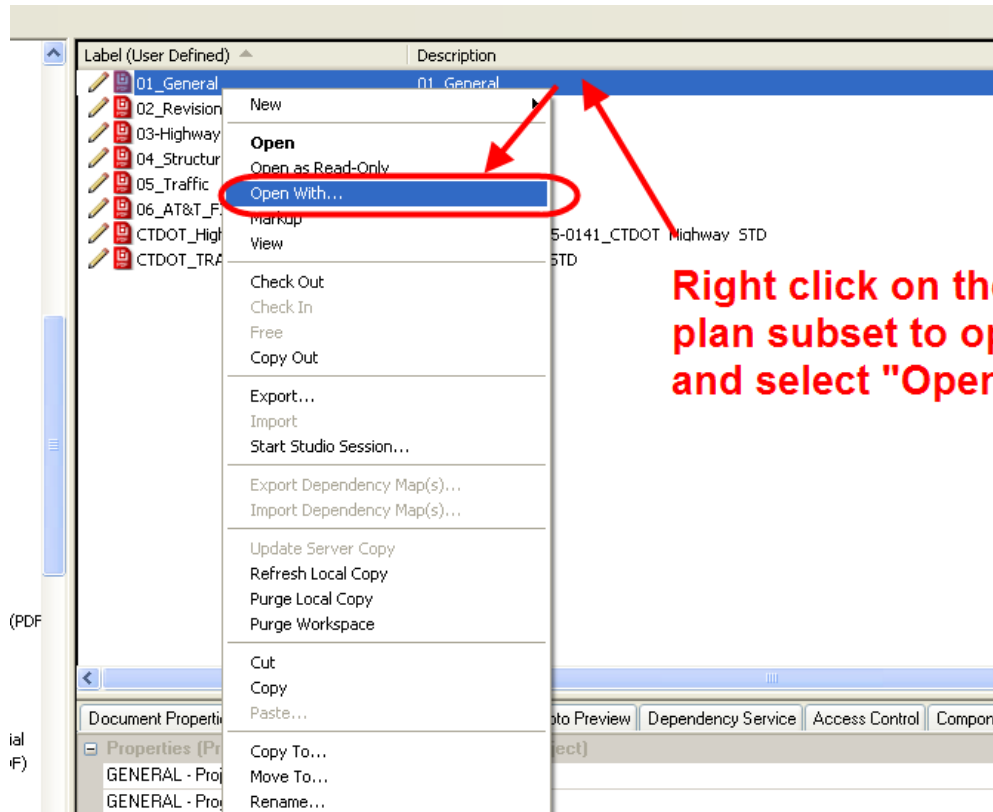 Label (User Defined) Description
01_General 01_General
02_Revision
03-Highway
04_Structur
05_Traffic
06_AT&T_F
CTDOT_High 5-0141_CTDOT Highway STD
CTDOT_TRA STD
New
Open
Open as Read-Only
Open With...
Markup
View
Check Out
Check In
Free
Copy Out
Export...
Import
Start Studio Session...
Export Dependency Map(s)...
Import Dependency Map(s)...
Update Server Copy
Refresh Local Copy
Purge Local Copy
Purge Workspace
Cut
Copy
Paste...
Copy To...
Move To...
Rename...
Right click on the
plan subset to op
and select "Open
(PDF
ial
F)
Document Properti oto Preview Dependency Service Access Control Compon
Properties (Pr ject)
GENERAL - Proj
GENERAL - Proj